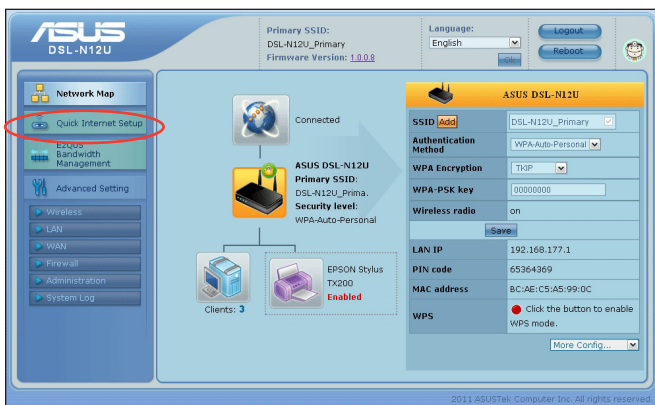 ASUS
DSL-N12U
Primary SSID:
DSL-N12U_Primary
Firmware Version: 1.0.0.8
Language:
English
Ok
Logout
Reboot
Network Map
Quick Internet Setup
EzQoS
Bandwidth
Management
Advanced Setting
Wireless
LAN
WAN
Firewall
Administration
System Log
Connected
ASUS DSL-N12U
Primary SSID:
DSL-N12U_Prima.
Security level:
WPA-Auto-Personal
Clients: 3
EPSON Stylus
TX200
Enabled
ASUS DSL-N12U
SSID Add DSL-N12U_Primary
Authentication
Method
WPA-Auto-Personal
WPA Encryption TKIP
WPA-PSK key 00000000
Wireless radio on
Save
LAN IP 192.168.177.1
PIN code 65364369
MAC address BC:AE:C5:A5:99:0C
WPS Click the button to enable
WPS mode.
More Config...
2011 ASUSTek Computer Inc. All rights reserved.